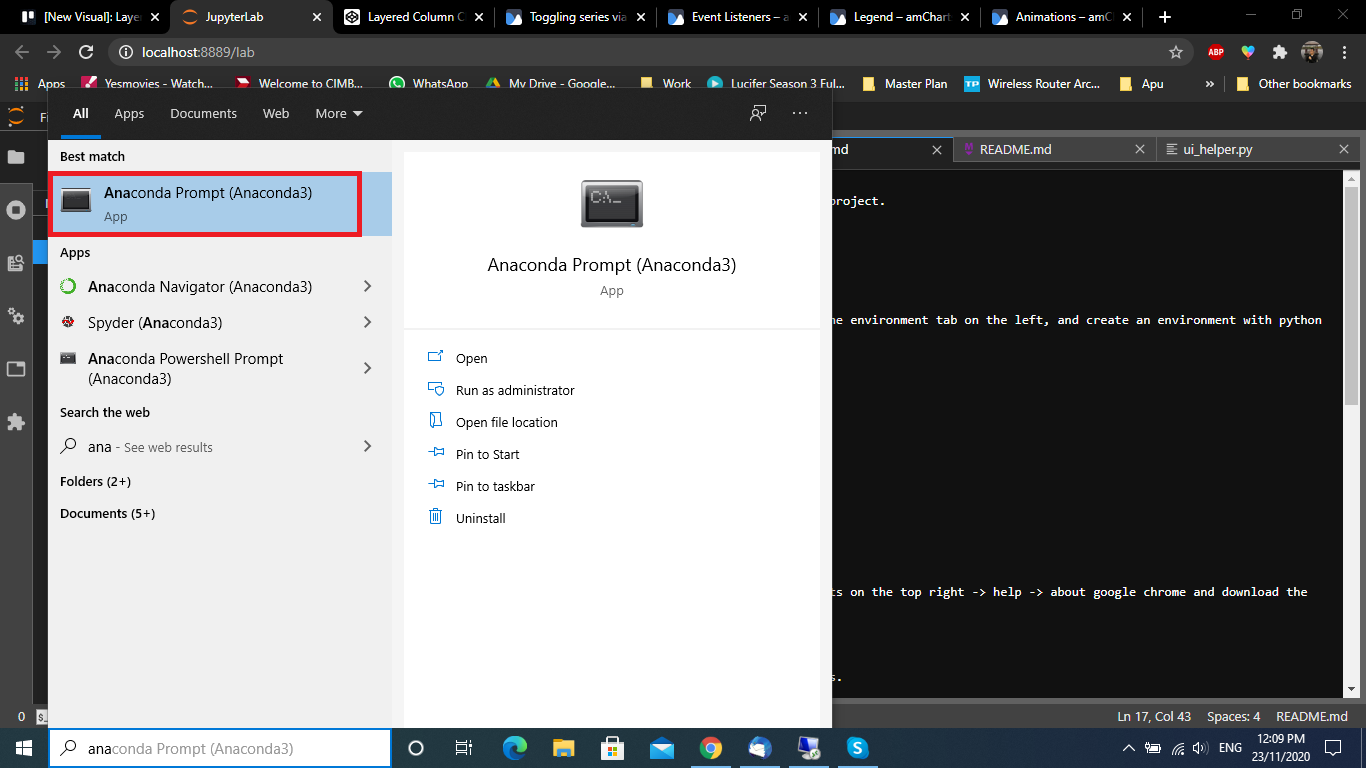 [New Visual]: Laye
JupyterLab
Layered Column C
Toggling series via
Event Listeners – a
Legend – amChart
Animations – amC
localhost:8889/lab
ABP
Apps
Yesmovies - Watch...
Welcome to CIMB...
WhatsApp
My Drive - Google...
Work
Lucifer Season 3 Ful...
Master Plan
TP
Wireless Router Arc...
Apu
»
Other bookmarks
F
All
Apps
Documents
Web
More
Best match
Anaconda Prompt (Anaconda3)
App
Apps
Anaconda Navigator (Anaconda3)
Spyder (Anaconda3)
Anaconda Powershell Prompt
(Anaconda3)
Search the web
ana - See web results
Folders (2+)
Documents (5+)
C:\_
Anaconda Prompt (Anaconda3)
App
Open
Run as administrator
Open file location
Pin to Start
Pin to taskbar
Uninstall
md
README.md
ui_helper.py
project.
e environment tab on the left, and create an environment with python
ts on the top right -> help -> about google chrome and download the
s.
0
$_
Ln 17, Col 43
Spaces: 4
README.md
anaconda Prompt (Anaconda3)
ENG
12:09 PM
23/11/2020